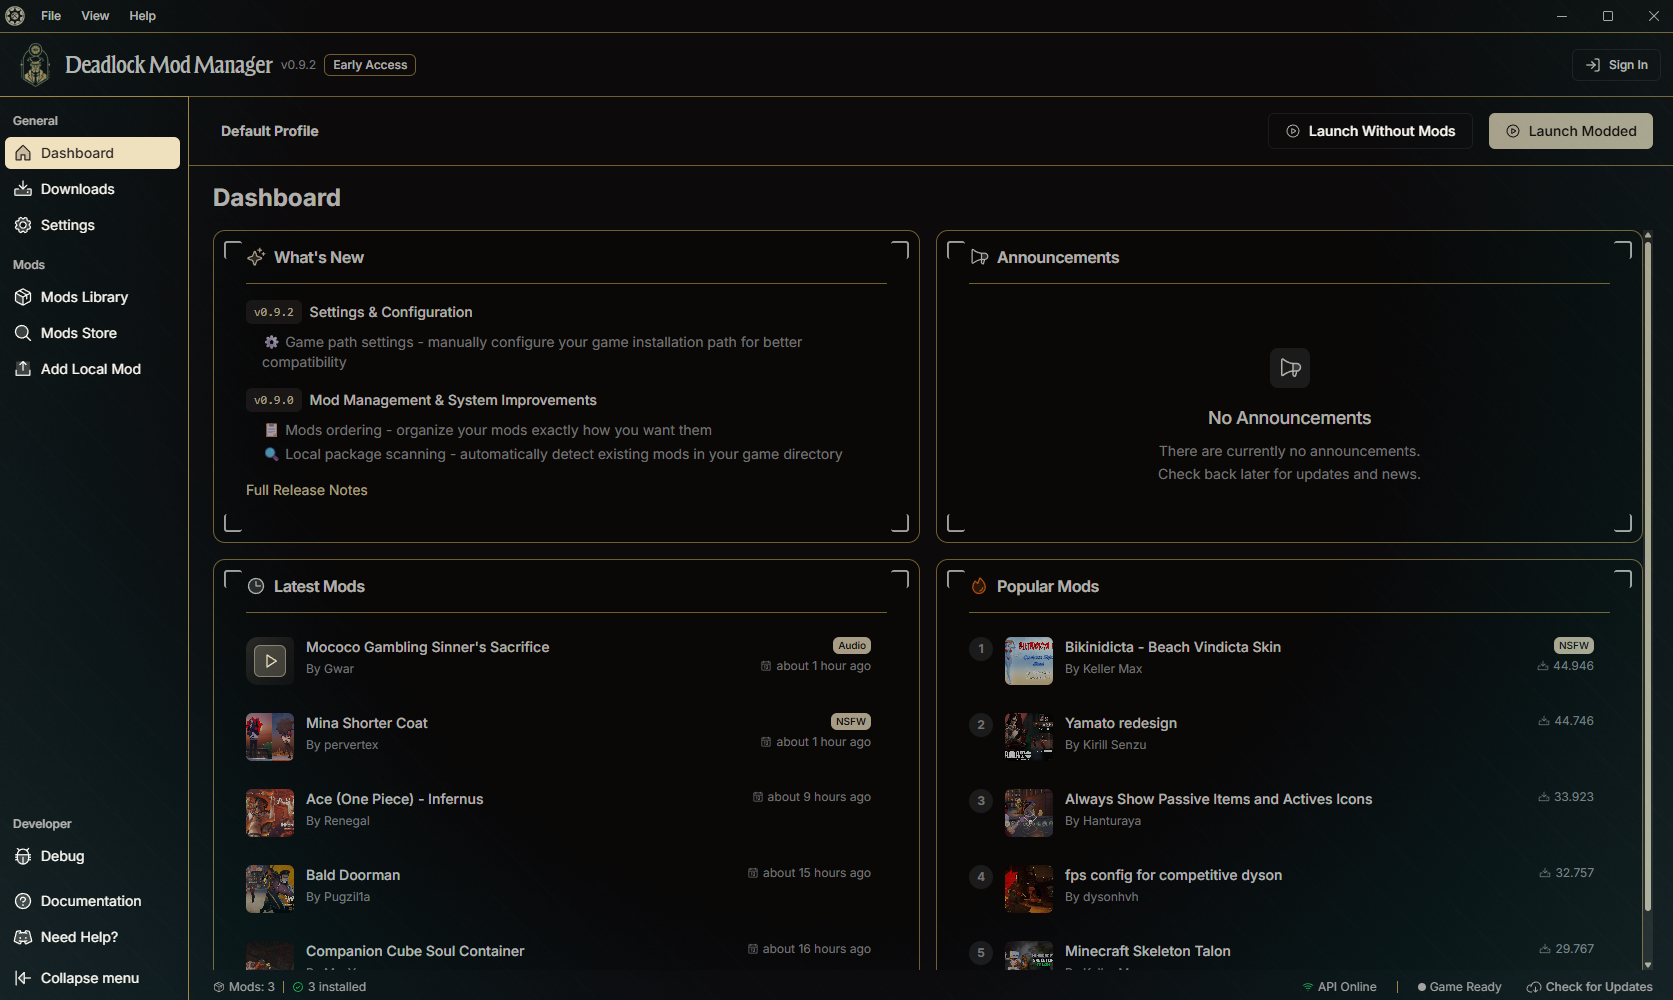 File View Help
Deadlock Mod Manager v0.9.2 Early Access
Sign In
General
Dashboard
Downloads
Settings
Mods
Mods Library
Mods Store
Add Local Mod
Developer
Debug
Documentation
Need Help?
Collapse menu
Default Profile
Launch Without Mods
Launch Modded
Dashboard
What's New
v0.9.2 Settings & Configuration
Game path settings - manually configure your game installation path for better
compatibility
v0.9.0 Mod Management & System Improvements
Mods ordering - organize your mods exactly how you want them
Local package scanning - automatically detect existing mods in your game directory
Full Release Notes
Announcements
No Announcements
There are currently no announcements.
Check back later for updates and news.
Latest Mods
Mococo Gambling Sinner's Sacrifice Audio
By Gwar about 1 hour ago
Mina Shorter Coat NSFW
By pervertex about 1 hour ago
Ace (One Piece) - Infernus about 9 hours ago
By Renegal
Bald Doorman about 15 hours ago
By Pugzil1a
Companion Cube Soul Container about 16 hours ago
Popular Mods
1 Bikinidicta - Beach Vindicta Skin NSFW
By Keller Max 44.946
2 Yamato redesign 44.746
By Kirill Senzu
3 Always Show Passive Items and Actives Icons 33.923
By Hanturaya
4 fps config for competitive dyson 32.757
By dysonhvh
5 Minecraft Skeleton Talon 29.767
Mods: 3 | 3 installed
API Online | Game Ready Check for Updates